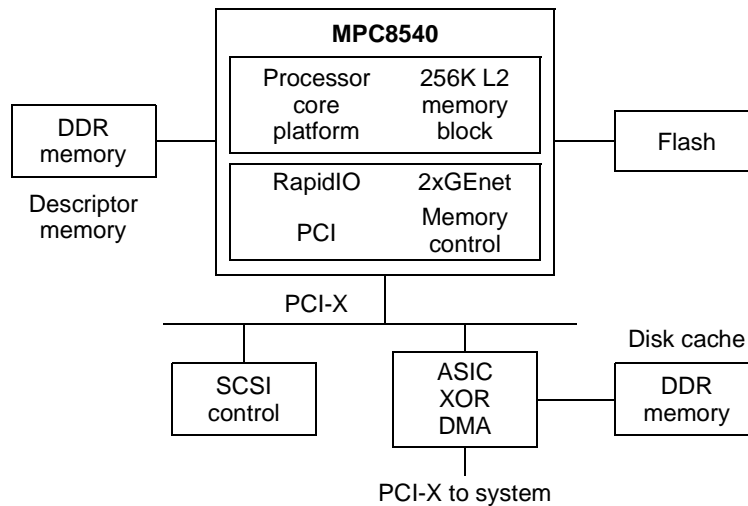 MPC8540
Processor
core
platform
256K L2
memory
block
DDR
memory
Descriptor
memory
Flash
RapidIO
2xGEnet
PCI
Memory
control
PCI-X
SCSI
control
ASIC
XOR
DMA
Disk cache
DDR
memory
PCI-X to system